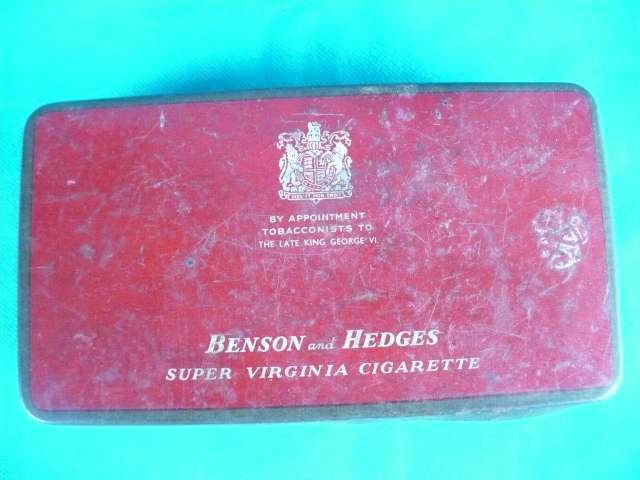 BY APPOINTMENT
TOBACCONISTS TO
THE LATE KING GEORGE VI.
BENSON and HEDGES
SUPER VIRGINIA CIGARETTE